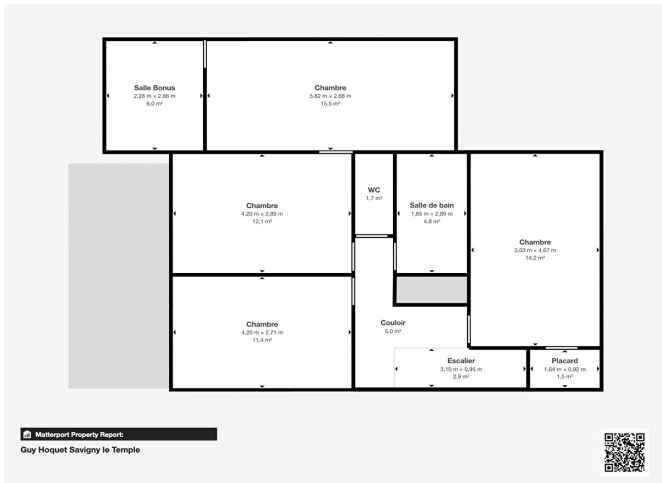 Salle Bonus
2,28 m × 2,66 m
6,0 m²
Chambre
5,82 m × 2,66 m
15,5 m²
Chambre
4,20 m × 2,89 m
12,1 m²
WC
1,7 m²
Salle de bain
1,65 m × 2,89 m
4,8 m²
Chambre
3,03 m × 4,67 m
14,2 m²
Chambre
4,20 m × 2,71 m
11,4 m²
Couloir
5,0 m²
Escalier
3,10 m × 0,95 m
2,9 m²
Placard
1,64 m × 0,92 m
1,5 m²
Matterport Property Report:
Guy Hoquet Savigny le Temple